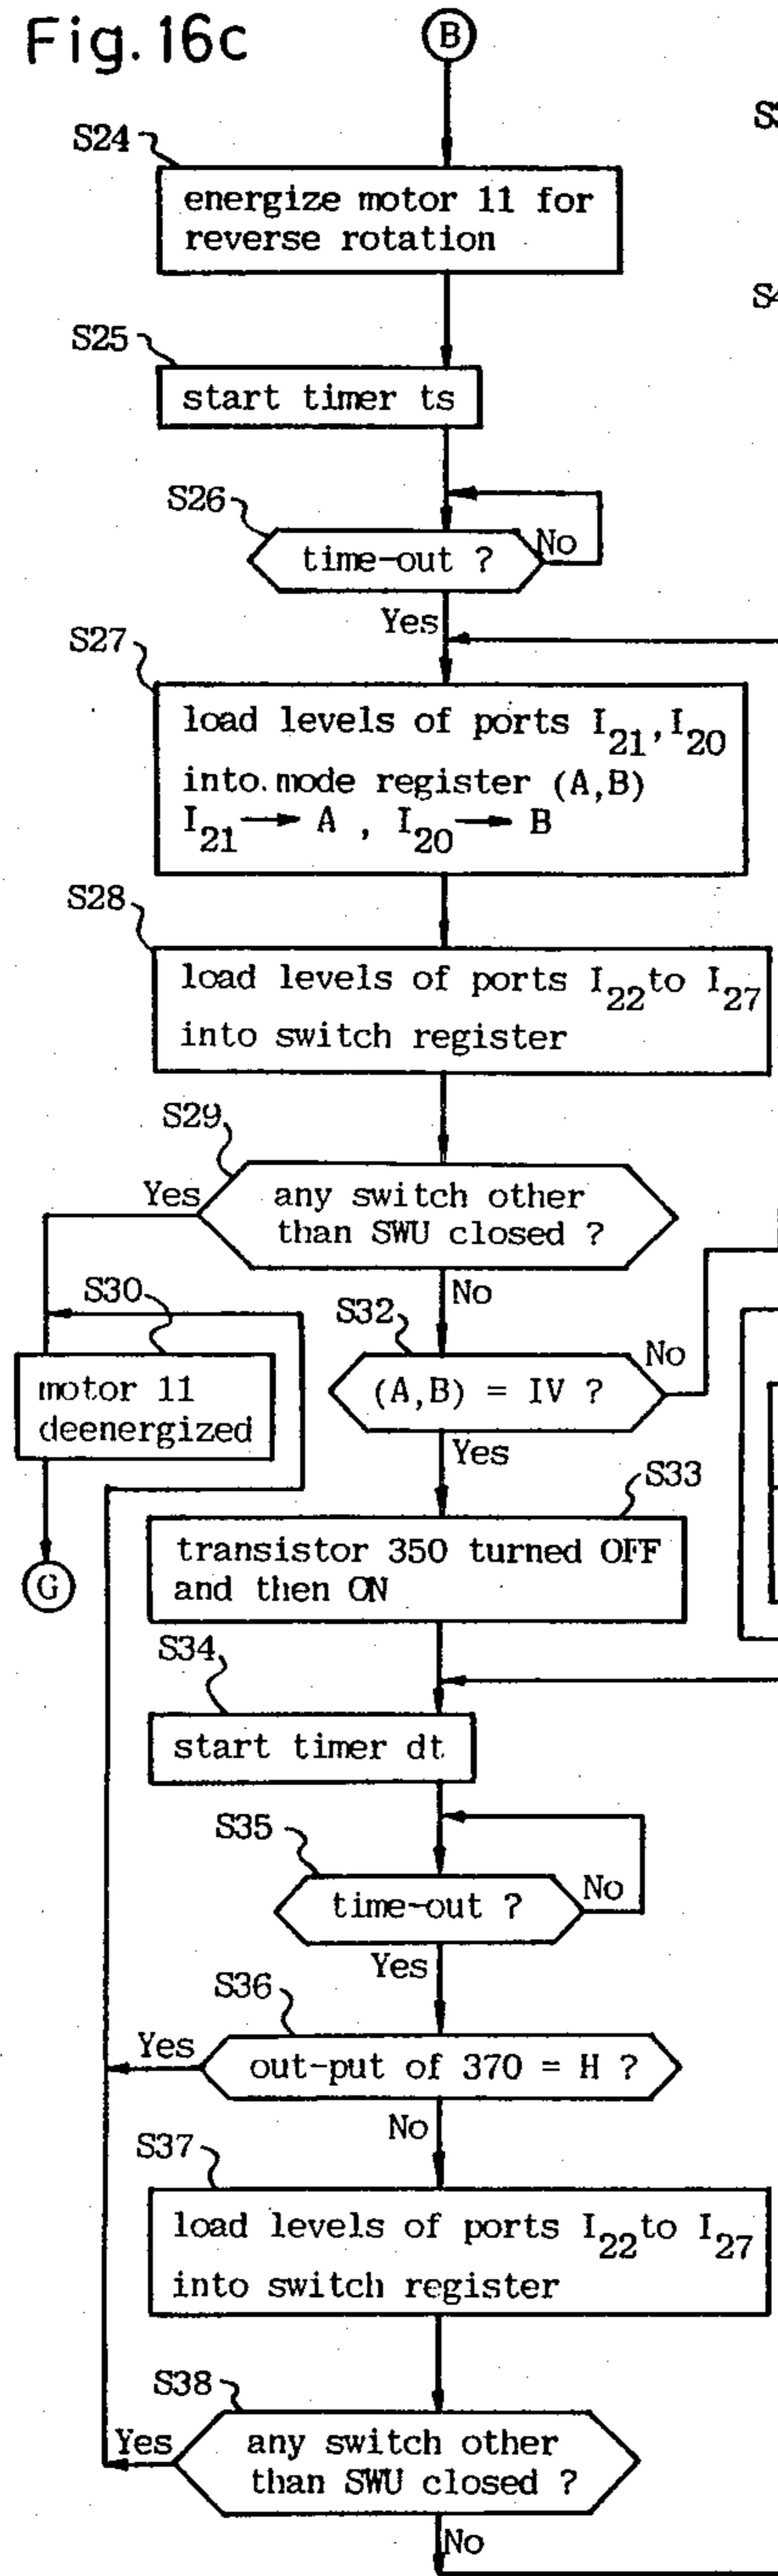 Fig. 16c
B
S24
energize motor 11 for
reverse rotation
S25
start timer ts
S26
time-out ?
No
Yes
S27
load levels of ports I21, I20
into mode register (A,B)
I21 → A , I20 → B
S28
load levels of ports I22 to I27
into switch register
S29
any switch other
than SWU closed ?
Yes
No
S30
motor 11
deenergized
G
S32
(A,B) = IV ?
No
Yes
S33
transistor 350 turned OFF
and then ON
S34
start timer dt
S35
time-out ?
No
Yes
S36
out-put of 370 = H ?
Yes
No
S37
load levels of ports I22 to I27
into switch register
S38
any switch other
than SWU closed ?
Yes
No